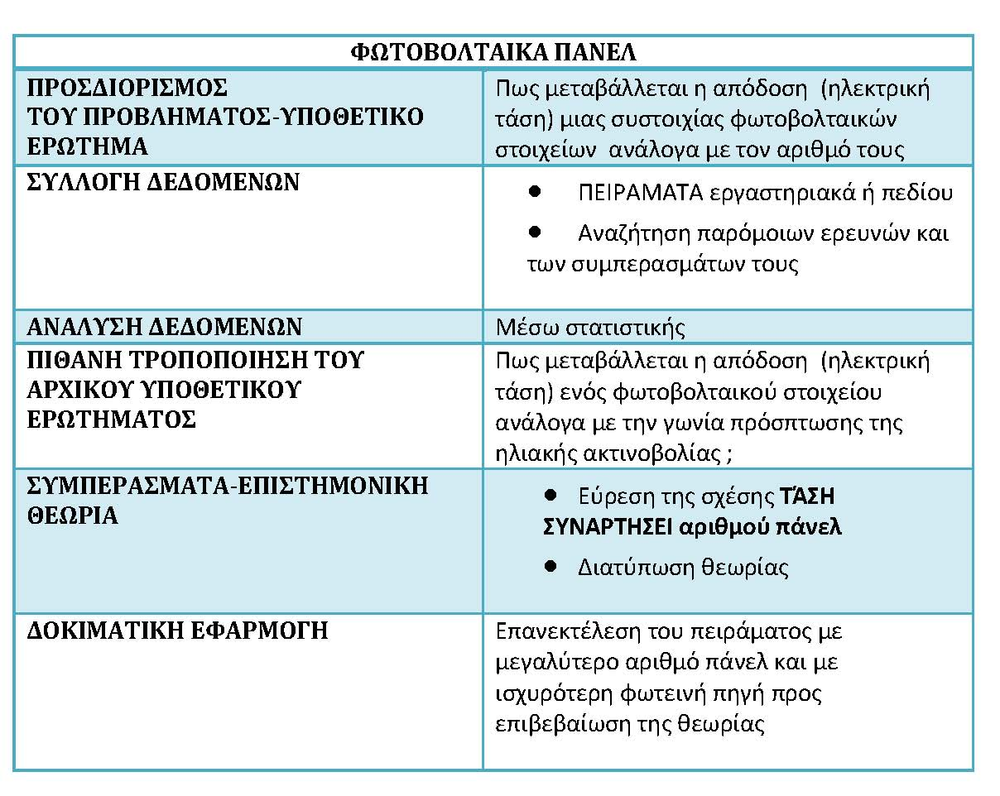 ΦΩΤΟΒΟΛΤΑΙΚΑ ΠΑΝΕΛ
ΠΡΟΣΔΙΟΡΙΣΜΟΣ
ΤΟΥ ΠΡΟΒΛΗΜΑΤΟΣ-ΥΠΟΘΕΤΙΚΟ
ΕΡΩΤΗΜΑ
Πως μεταβάλλεται η απόδοση (ηλεκτρική
τάση) μιας συστοιχίας φωτοβολταικών
στοιχείων ανάλογα με τον αριθμό τους
ΣΥΛΛΟΓΗ ΔΕΔΟΜΕΝΩΝ
• ΠΕΙΡΑΜΑΤΑ εργαστηριακά ή πεδίου
• Αναζήτηση παρόμοιων ερευνών και
των συμπερασμάτων τους
ΑΝΑΛΥΣΗ ΔΕΔΟΜΕΝΩΝ
Μέσω στατιστικής
ΠΙΘΑΝΗ ΤΡΟΠΟΠΟΙΗΣΗ ΤΟΥ
ΑΡΧΙΚΟΥ ΥΠΟΘΕΤΙΚΟΥ
ΕΡΩΤΗΜΑΤΟΣ
Πως μεταβάλλεται η απόδοση (ηλεκτρική
τάση) ενός φωτοβολταικού στοιχείου
ανάλογα με την γωνία πρόσπτωσης της
ηλιακής ακτινοβολίας ;
ΣΥΜΠΕΡΑΣΜΑΤΑ-ΕΠΙΣΤΗΜΟΝΙΚΗ
ΘΕΩΡΙΑ
• Εύρεση της σχέσης ΤΆΣΗ
ΣΥΝΑΡΤΗΣΕΙ αριθμού πάνελ
• Διατύπωση θεωρίας
ΔΟΚΙΜΑΤΙΚΗ ΕΦΑΡΜΟΓΗ
Επανεκτέλεση του πειράματος με
μεγαλύτερο αριθμό πάνελ και με
ισχυρότερη φωτεινή πηγή προς
επιβεβαίωση της θεωρίας